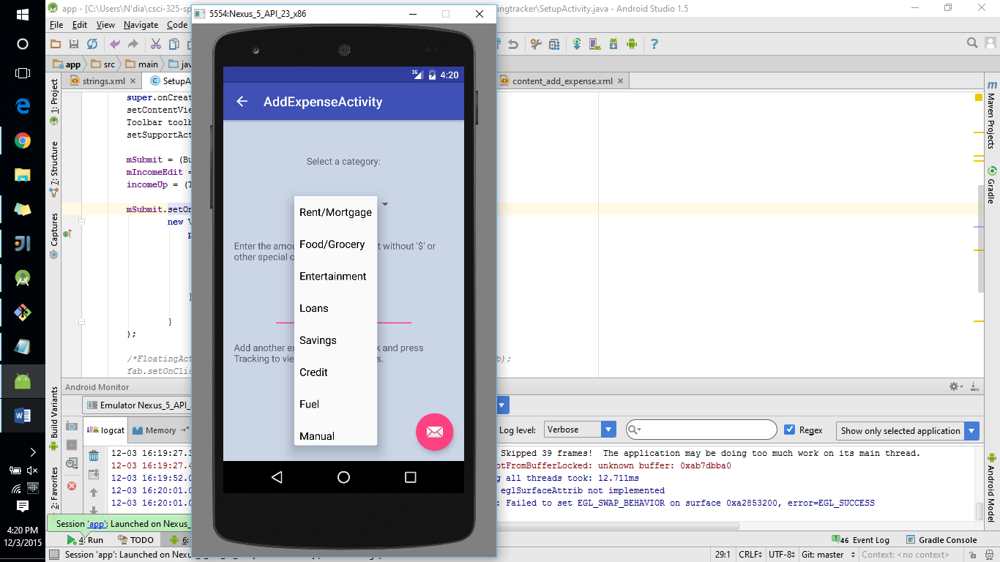 app - [C:\Users\N'dia\csci-325-sp
5554:Nexus_5_API_23_x86
ngtracker\SetupActivity.java - Android Studio 1.5
File Edit View Navigate Code
app src main jav
strings.xml SetupA
content_add_expense.xml
1: Project
7: Structure
Captures
Build Variants
2: Favorites
Maven Projects
Gradle
Android Model
super.onCreat
setContentVie
Toolbar toolb
setSupportAct
mSubmit = (Bu
mIncomeEdit =
incomeUp = (T
mSubmit.setOn
new V
p
}
}
);
/*FloatingAct
b);
fab.setOnClic
3G 4:20
AddExpenseActivity
Select a category:
Rent/Mortgage
Food/Grocery
Entertainment
Loans
Savings
Credit
Fuel
Manual
Enter the amou t without '$' or
other special c
Add another ex k and press
Tracking to vie s.
Android Monitor
Emulator Nexus_5_API_
logcat Memory
Log level: Verbose Regex Show only selected application
12-03 16:19:27.3 Skipped 39 frames! The application may be doing too much work on its main thread.
12-03 16:19:27.4 otFromBufferLocked: unknown buffer: 0xab7dbba0
12-03 16:19:52.0 g all threads took: 12.711ms
12-03 16:20:01.0 eglSurfaceAttrib not implemented
12-03 16:20:01.0 : Failed to set EGL_SWAP_BEHAVIOR on surface 0xa2853200, error=EGL_SUCCESS
Session 'app': Launched on Nexus_
4: Run TODO 6:
46 Event Log Gradle Console
Session 'app': Launched on Nexu
29:1 CRLF UTF-8 Git: master Context: <no context>
4:20 PM
12/3/2015